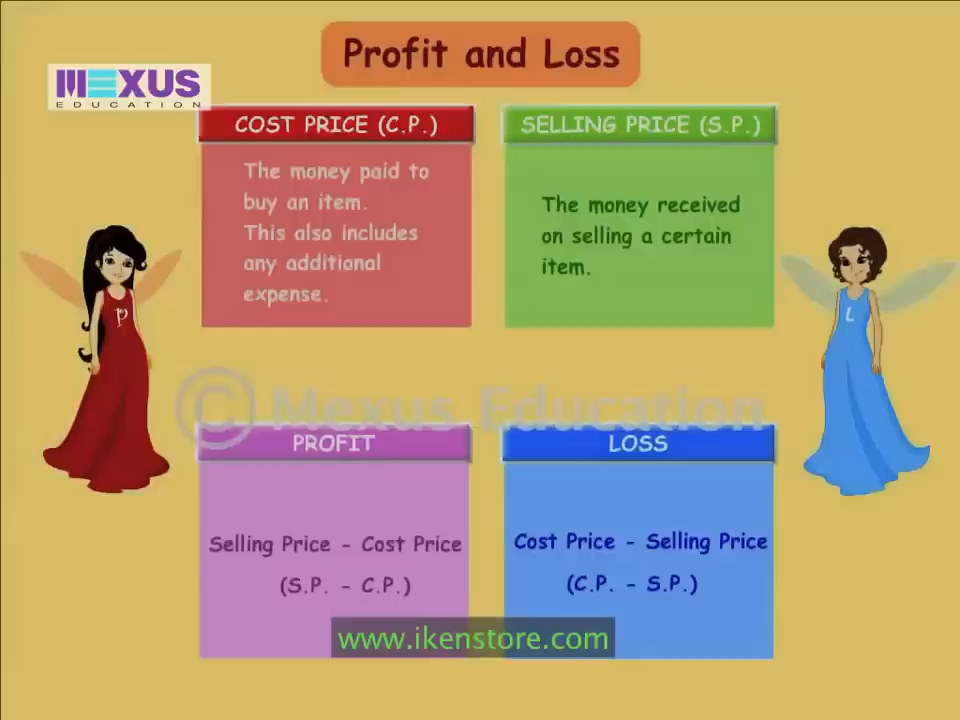 Profit and Loss
MEXUS
EDUCATION
COST PRICE (C.P.)
The money paid to
buy an item.
This also includes
any additional
expense.
SELLING PRICE (S.P.)
The money received
on selling a certain
item.
P
L
© Mexus Education
PROFIT
Selling Price - Cost Price
(S.P. - C.P.)
LOSS
Cost Price - Selling Price
(C.P. - S.P.)
www.ikenstore.com